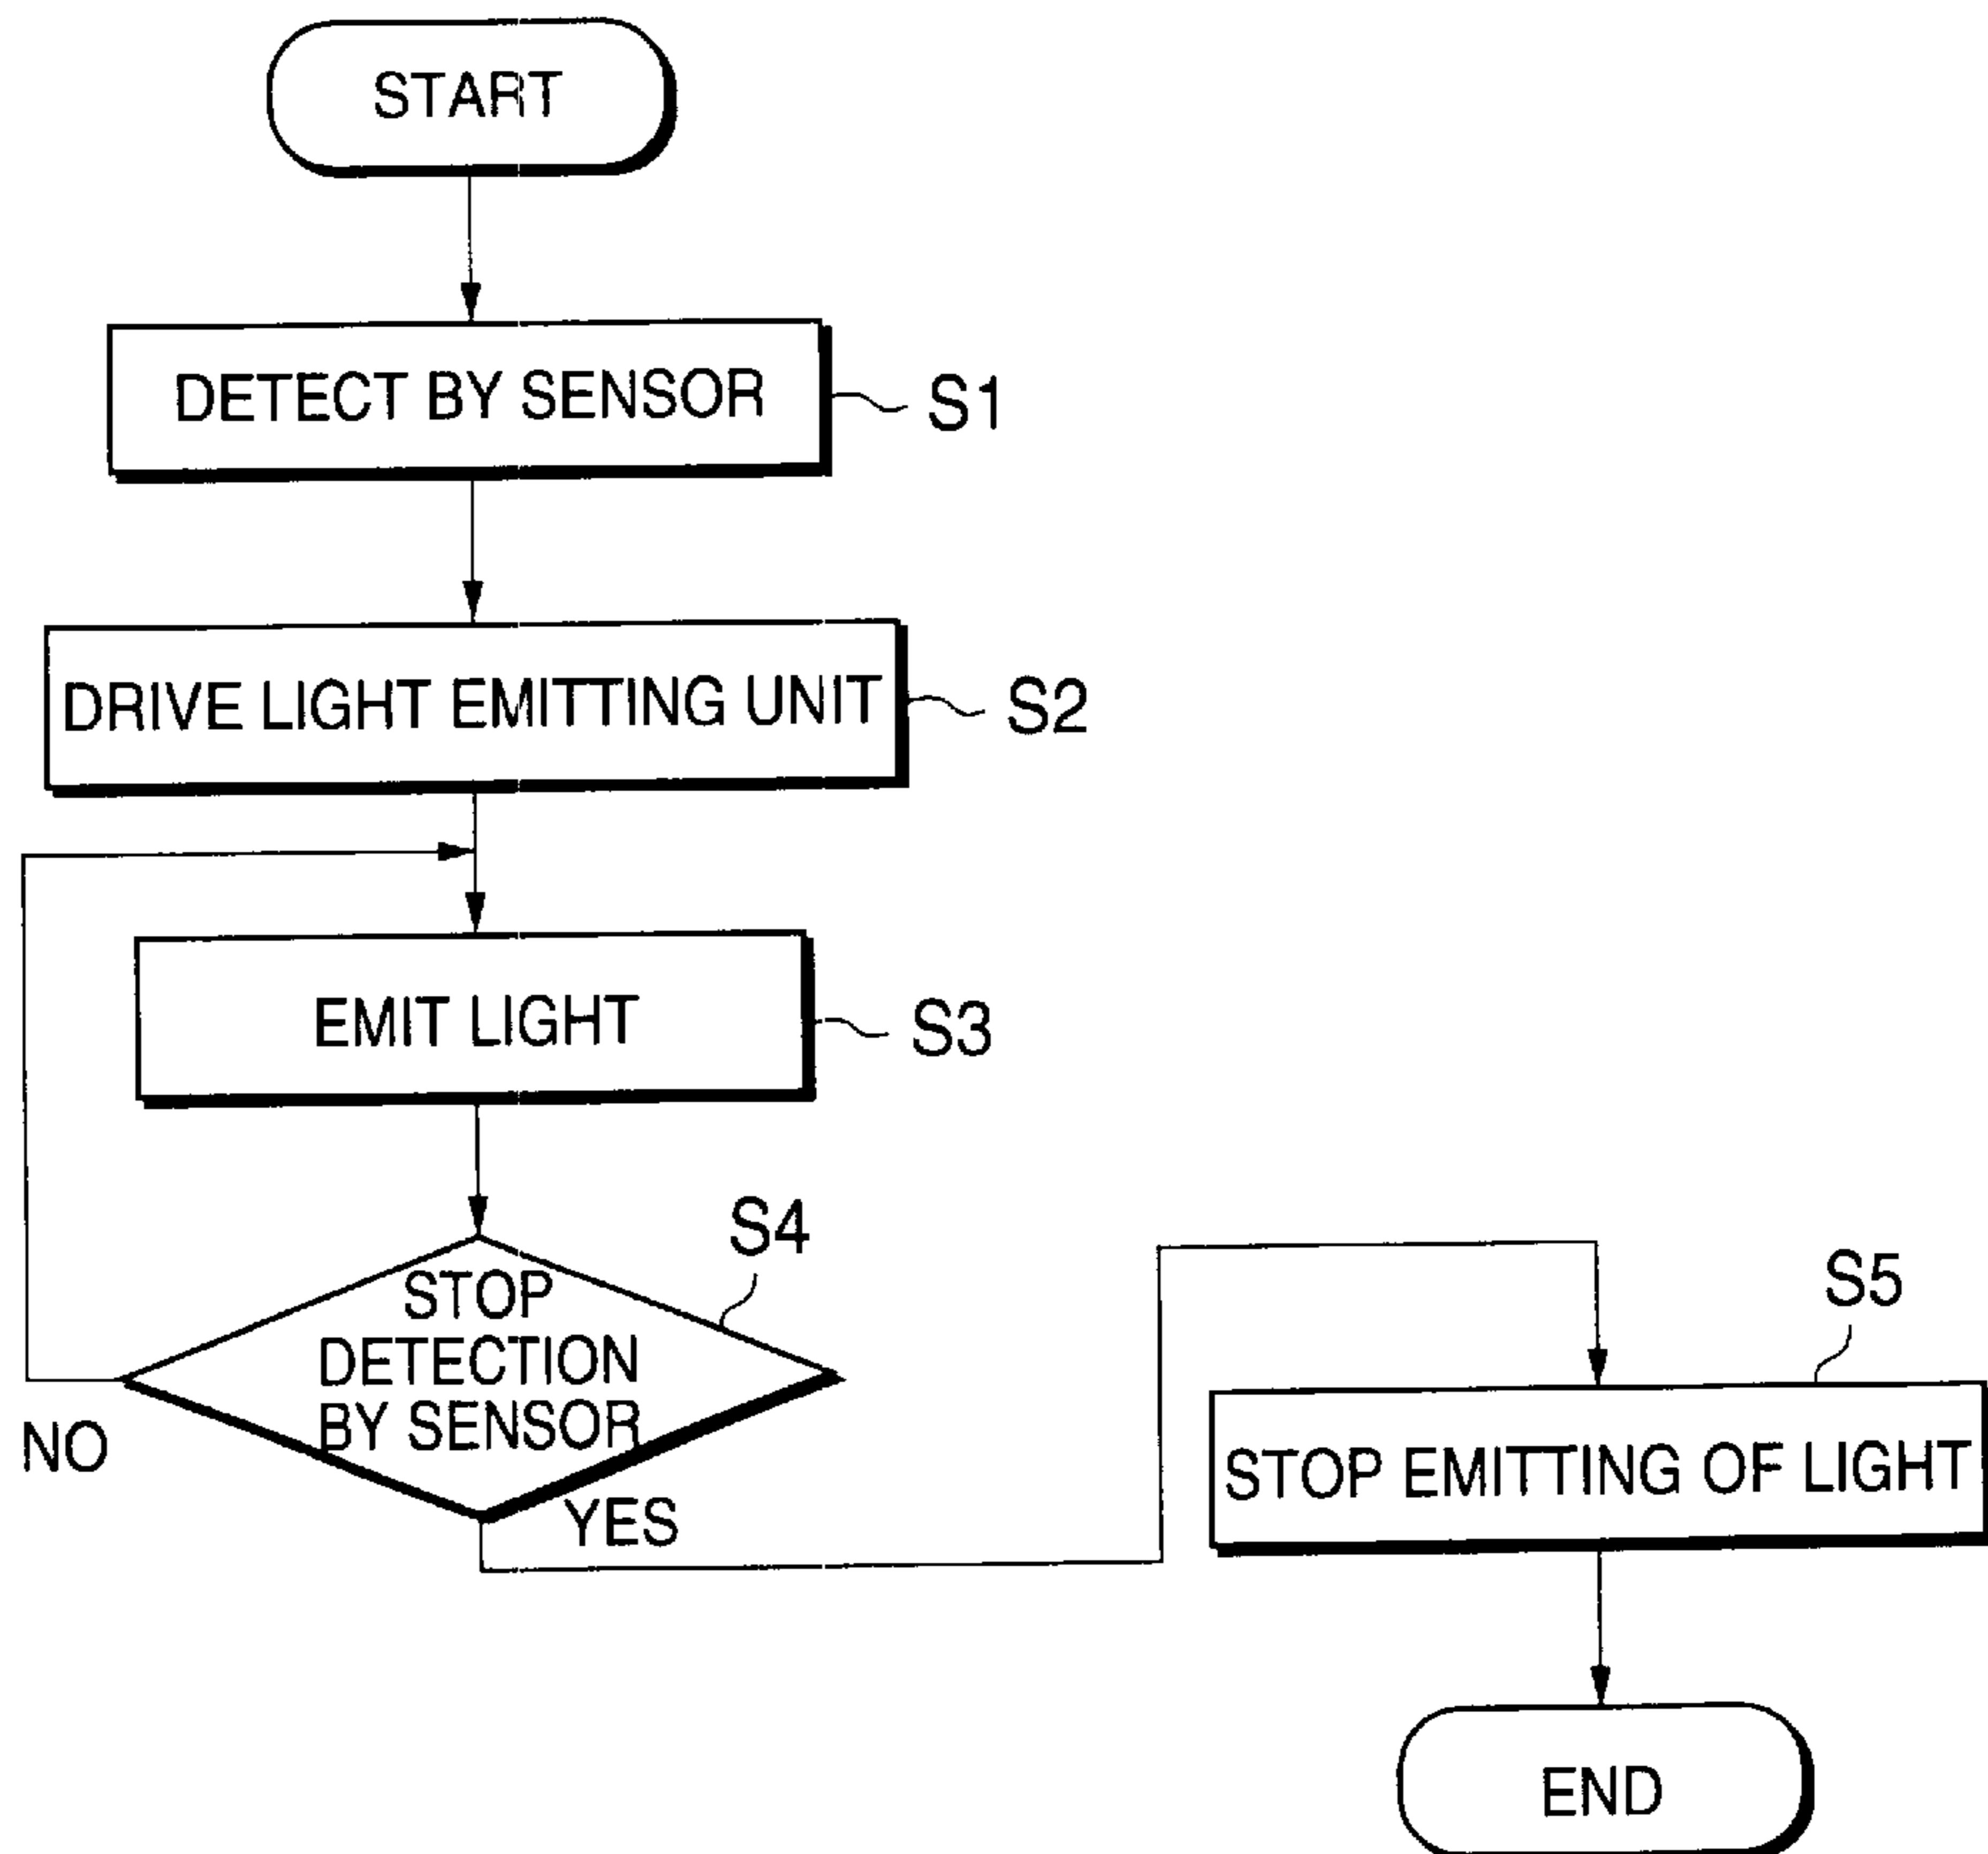 START
DETECT BY SENSOR
S1
DRIVE LIGHT EMITTING UNIT
S2
EMIT LIGHT
S3
S4
STOP
DETECTION
BY SENSOR
NO
YES
S5
STOP EMITTING OF LIGHT
END